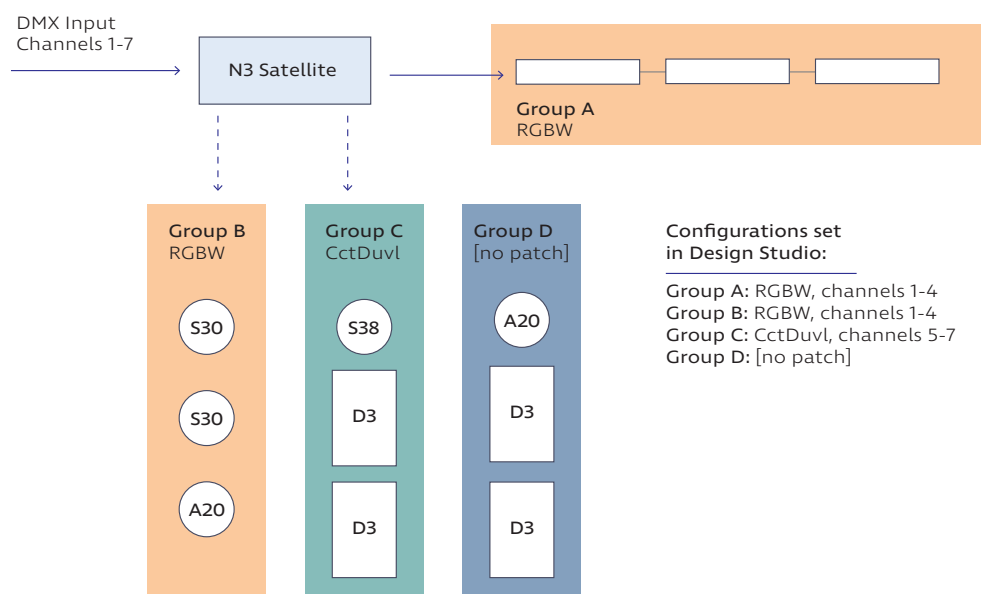 DMX Input
Channels 1-7
N3 Satellite
Group A
RGBW
Group B
RGBW
S30
S30
A20
Group C
CctDuvl
S38
D3
D3
Group D
[no patch]
A20
D3
D3
Configurations set
in Design Studio:
Group A: RGBW, channels 1-4
Group B: RGBW, channels 1-4
Group C: CctDuvl, channels 5-7
Group D: [no patch]